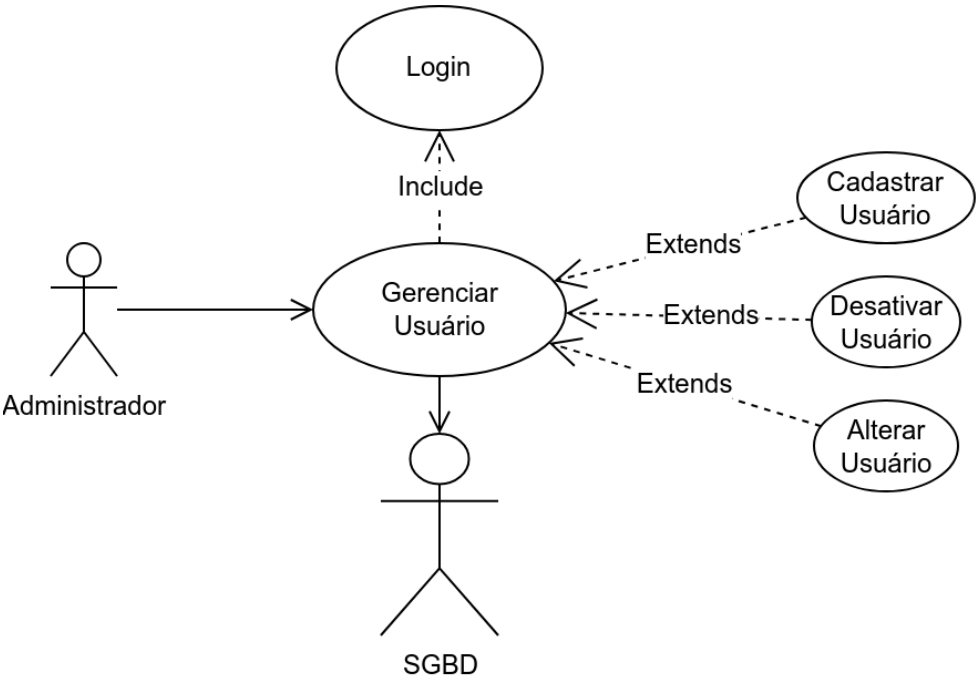 Login
Include
Cadastrar
Usuário
Extends
Gerenciar
Usuário
Extends
Desativar
Usuário
Extends
Administrador
Alterar
Usuário
SGBD